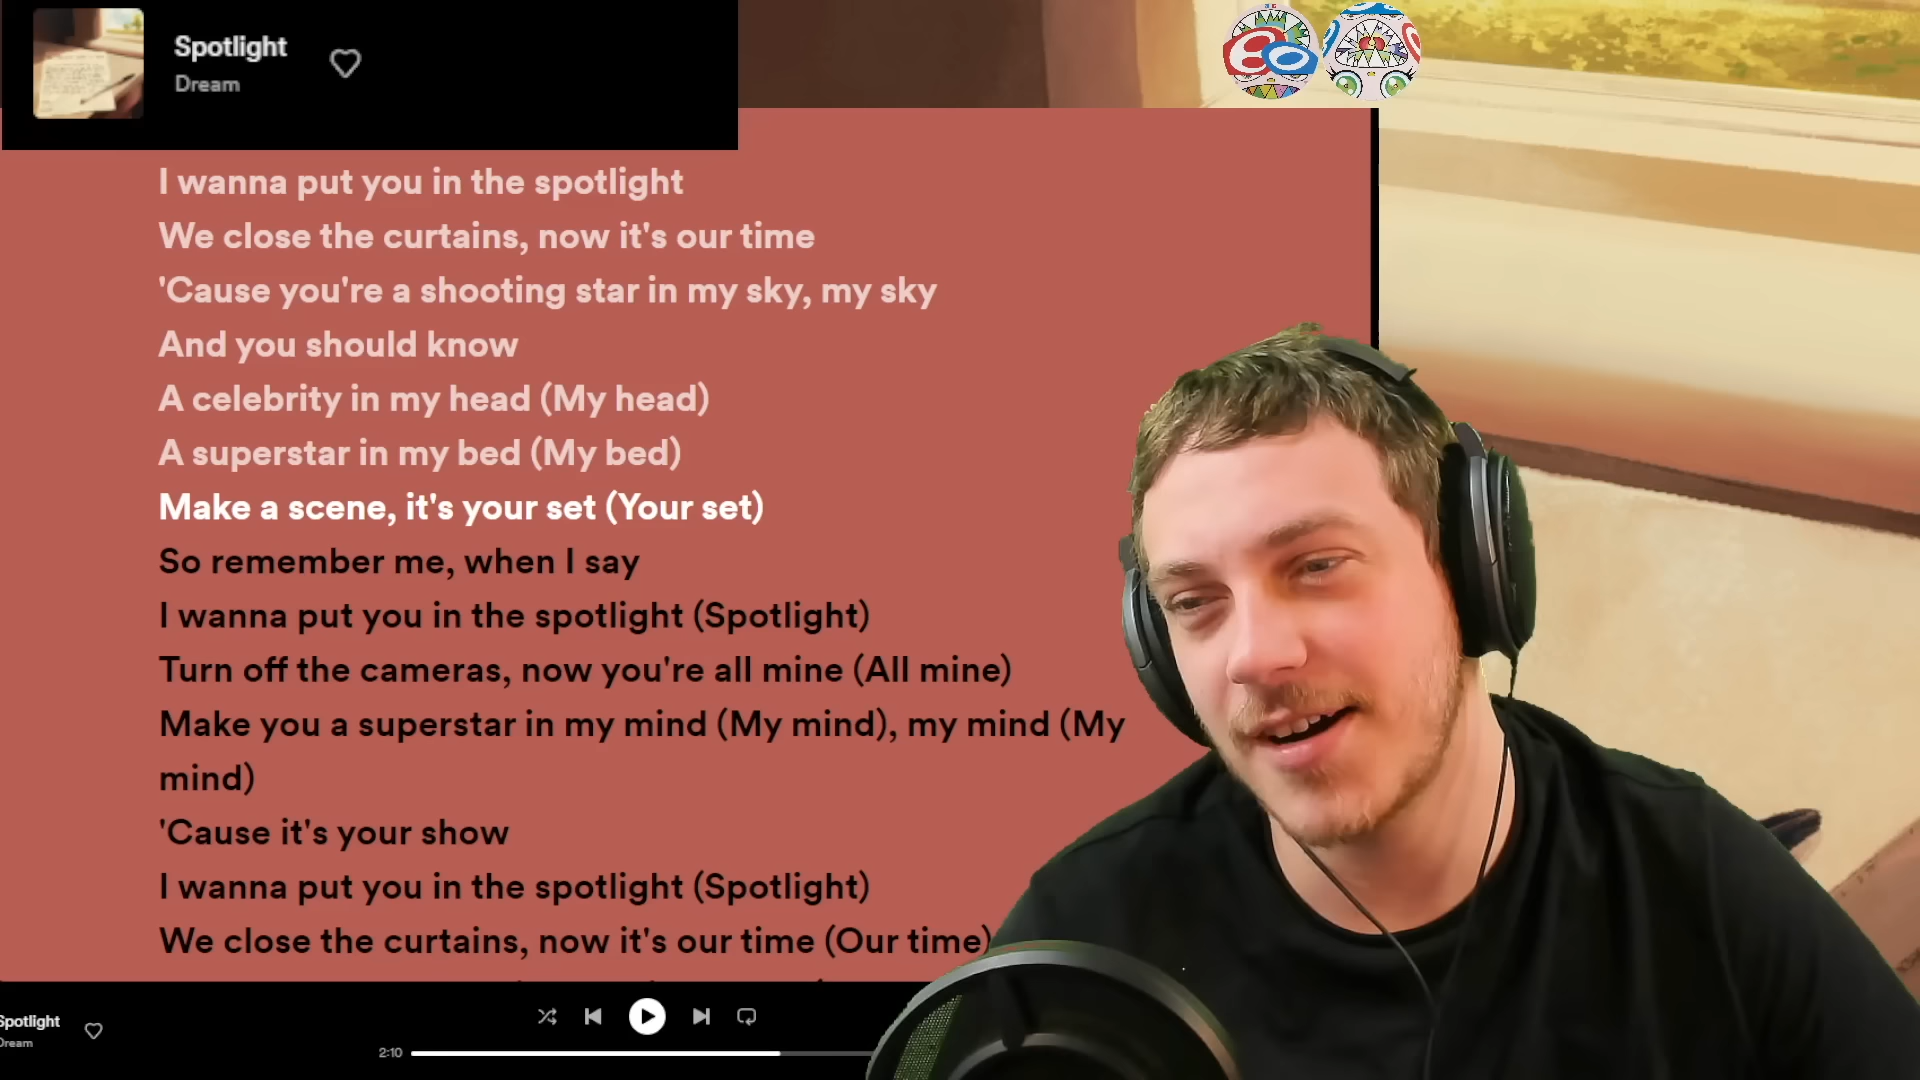 Spotlight
Dream
I wanna put you in the spotlight
We close the curtains, now it's our time
'Cause you're a shooting star in my sky, my sky
And you should know
A celebrity in my head (My head)
A superstar in my bed (My bed)
Make a scene, it's your set (Your set)
So remember me, when I say
I wanna put you in the spotlight (Spotlight)
Turn off the cameras, now you're all mine (All mine)
Make you a superstar in my mind (My mind), my mind (My
mind)
'Cause it's your show
I wanna put you in the spotlight (Spotlight)
We close the curtains, now it's our time (Our time)
Spotlight
Dream
2:10